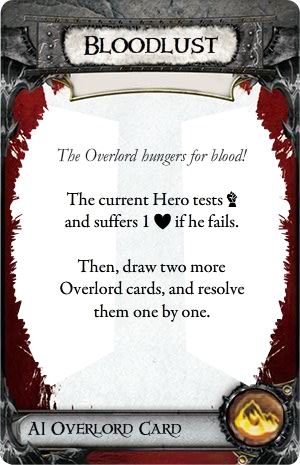 Bloodlust
The Overlord hungers for blood!
The current Hero tests
and suffers 1 ♥ if he fails.
Then, draw two more
Overlord cards, and resolve
them one by one.
AI Overlord Card